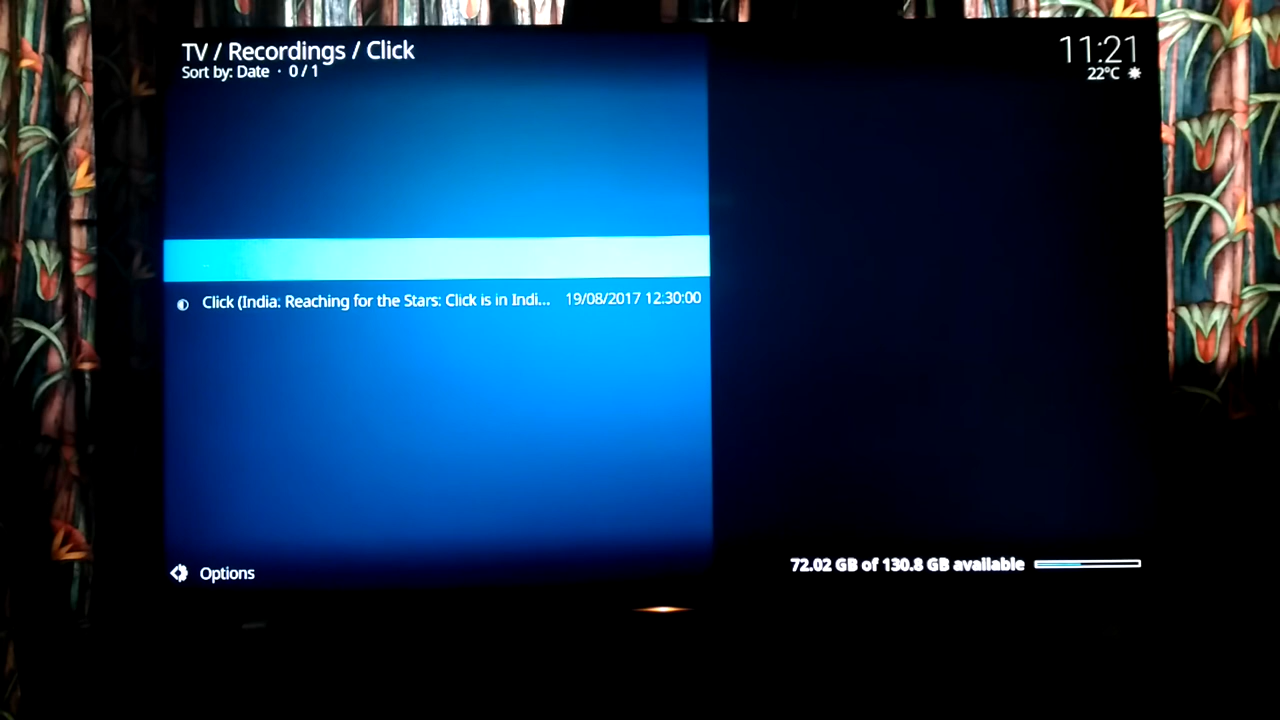 TV / Recordings / Click
Sort by: Date · 0 / 1
11:21
22°C
Click (India: Reaching for the Stars: Click is in Indi... 19/08/2017 12:30:00
Options
72.02 GB of 130.8 GB available